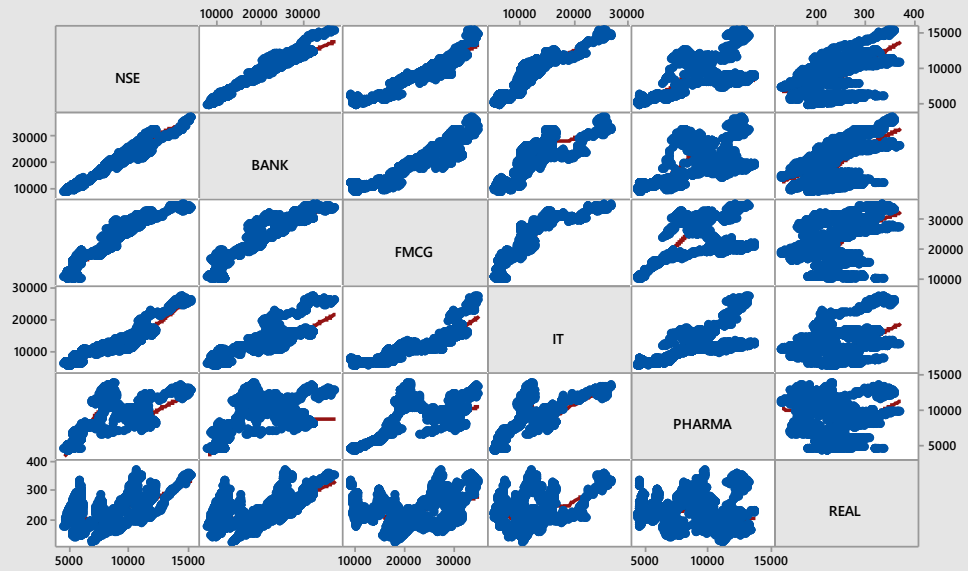 10000 20000 30000 10000 20000 30000 200 300 400
NSE 15000 10000 5000
30000 20000 10000 BANK
FMCG 30000 20000 10000
30000 20000 10000 IT
PHARMA 15000 10000 5000
400 300 200 REAL
5000 10000 15000 10000 20000 30000 5000 10000 15000